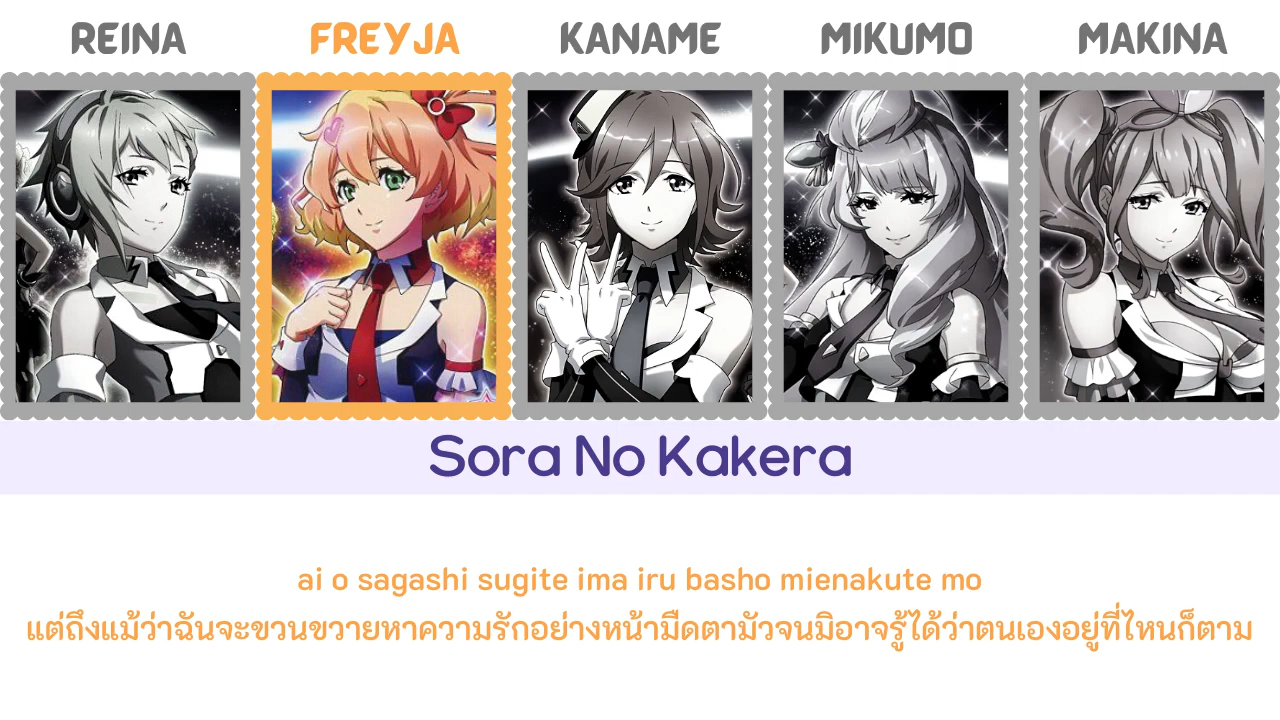 REINA FREYJA KANAME MIKUMO MAKINA
Sora No Kakera
ai o sagashi sugite ima iru basho mienakute mo
แต่ถึงแม้ว่าฉันจะขวนขวายหาความรักอย่างหน้ามืดตามัวจนมิอาจรู้ได้ว่าตนเองอยู่ที่ไหนก็ตาม